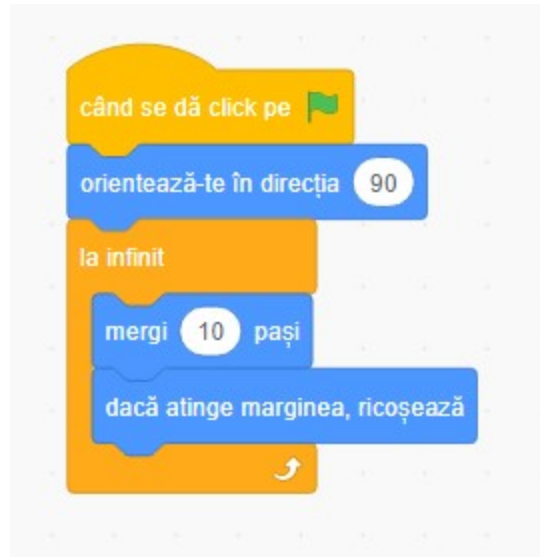 când se dă click pe
orientează-te în direcția 90
la infinit
mergi 10 pași
dacă atinge marginea, ricoșează